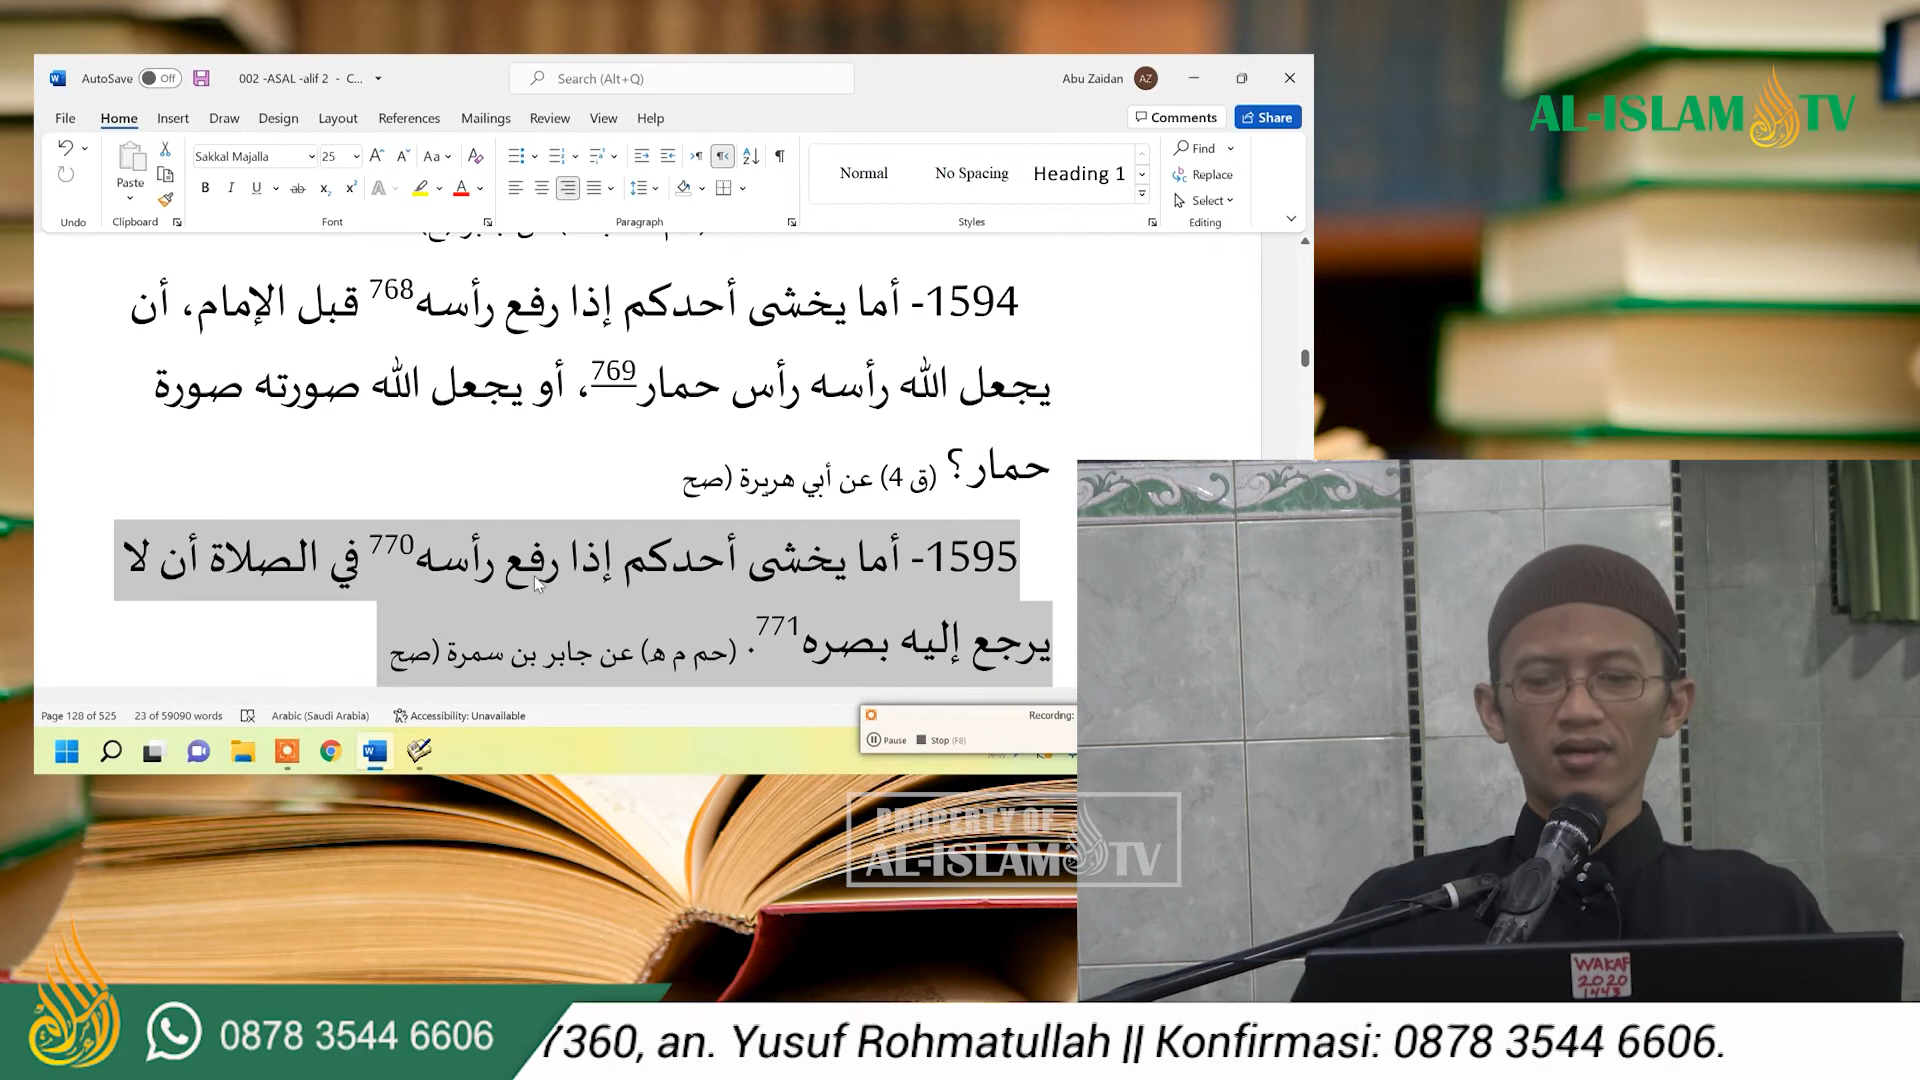 AutoSave Off 002 -ASAL -alif 2 - C... Search (Alt+Q) Abu Zaidan AZ
File Home Insert Draw Design Layout References Mailings Review View Help Comments Share
Sakkal Majalla 25 Aa
Paste
Normal No Spacing Heading 1
Find
Replace
Select
Undo Clipboard Font Paragraph Styles Editing
1594- أما يخشى أحدكم إذا رفع رأسه768 قبل الإمام، أن
يجعل الله رأسه رأس حمار769، أو يجعل الله صورته صورة
حمار؟ (ق 4) عن أبي هريرة (صح
1595- أما يخشى أحدكم إذا رفع رأسه770 في الصلاة أن لا
يرجع إليه بصره771. (حم م ه) عن جابر بن سمرة (صح
Page 128 of 525 23 of 59090 words Arabic (Saudi Arabia) Accessibility: Unavailable
Recording:
Pause Stop (F8)
AL-ISLAM TV
PROPERTY OF
AL-ISLAM TV
WAKAF
2020
1443
0878 3544 6606
7360, an. Yusuf Rohmatullah || Konfirmasi: 0878 3544 6606.